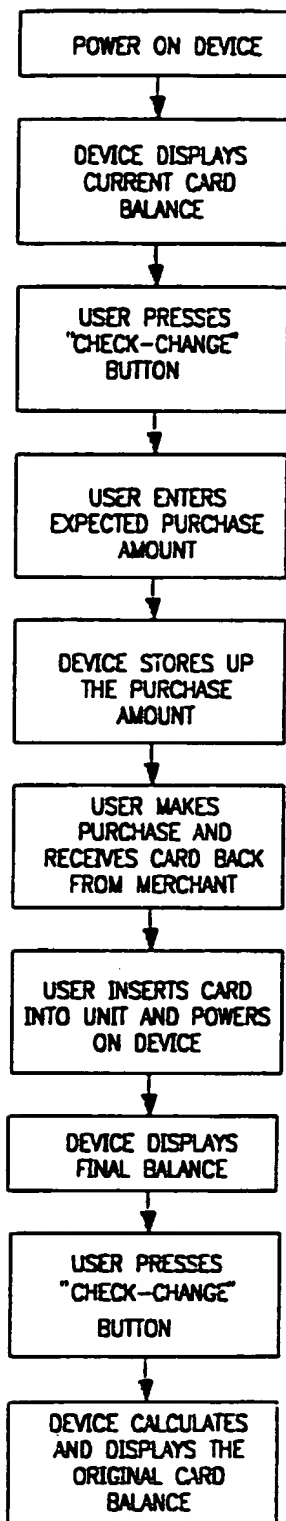 POWER ON DEVICE
DEVICE DISPLAYS
CURRENT CARD
BALANCE
USER PRESSES
"CHECK-CHANGE"
BUTTON
USER ENTERS
EXPECTED PURCHASE
AMOUNT
DEVICE STORES UP
THE PURCHASE
AMOUNT
USER MAKES
PURCHASE AND
RECEIVES CARD BACK
FROM MERCHANT
USER INSERTS CARD
INTO UNIT AND POWERS
ON DEVICE
DEVICE DISPLAYS
FINAL BALANCE
USER PRESSES
"CHECK-CHANGE"
BUTTON
DEVICE CALCULATES
AND DISPLAYS THE
ORIGINAL CARD
BALANCE